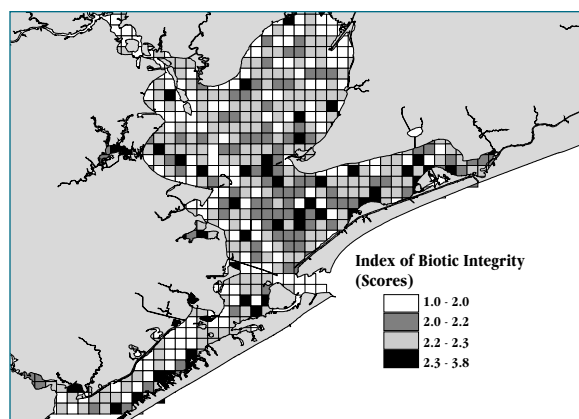 Index of Biotic Integrity
(Scores)
1.0 - 2.0
2.0 - 2.2
2.2 - 2.3
2.3 - 3.8